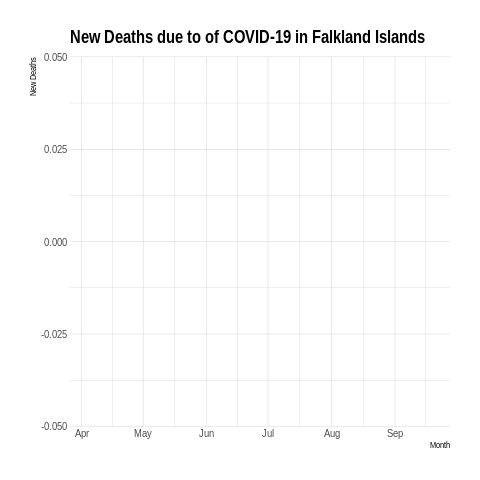 New Deaths due to of COVID-19 in Falkland Islands
New Deaths
0.050
0.025
0.000
-0.025
-0.050
Apr May Jun Jul Aug Sep
Month